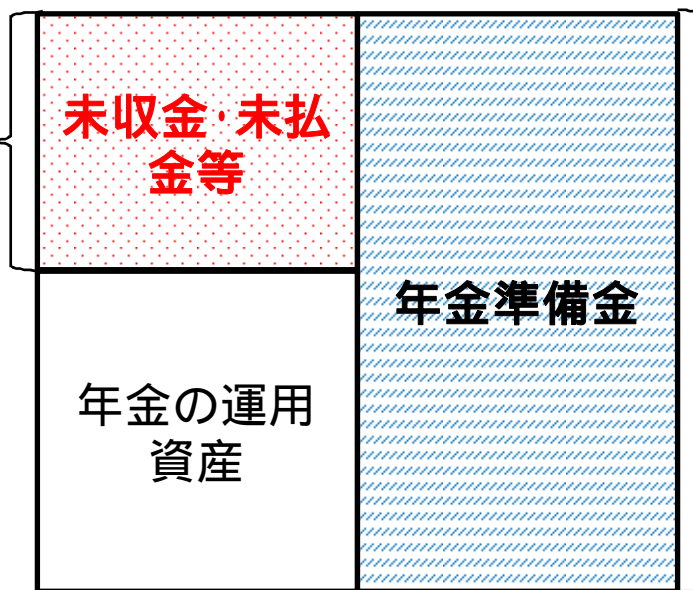 未収金・未払
金等
年金準備金
年金の運用
資産